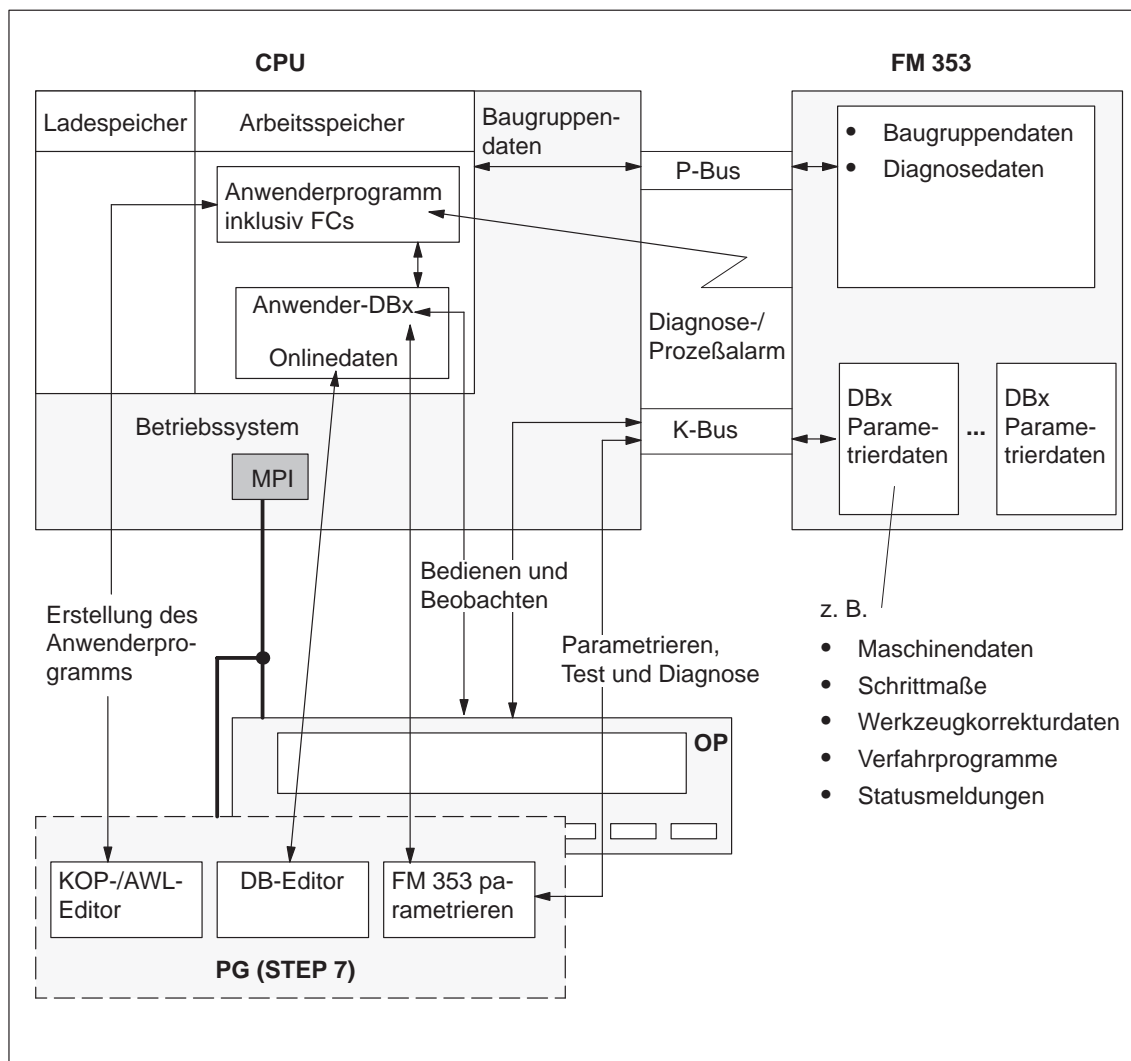 CPU
FM 353
Ladespeicher
Arbeitsspeicher
Baugruppen-
daten
• Baugruppendaten
• Diagnosedaten
P-Bus
Anwenderprogramm
inklusiv FCs
Anwender-DBx
Onlinedaten
Diagnose-/
Prozeßalarm
Betriebssystem
MPI
K-Bus
DBx
Parame-
trierdaten
...
DBx
Parame-
trierdaten
Erstellung des
Anwenderpro-
gramms
Bedienen und
Beobachten
Parametrieren,
Test und Diagnose
z. B.
• Maschinendaten
• Schrittmaße
• Werkzeugkorrekturdaten
• Verfahrprogramme
• Statusmeldungen
OP
KOP-/AWL-
Editor
DB-Editor
FM 353 pa-
rametrieren
PG (STEP 7)